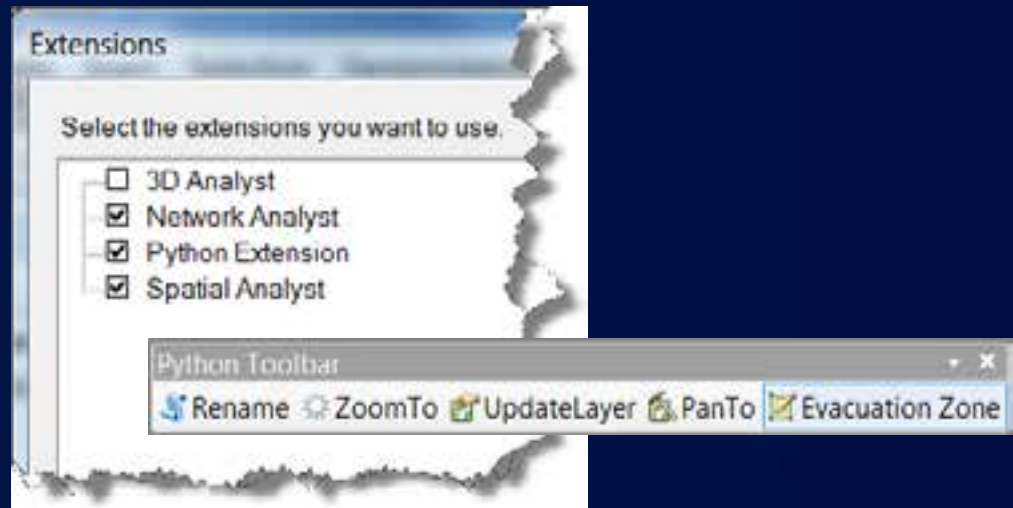 Extensions
Select the extensions you want to use.
3D Analyst
Network Analyst
Python Extension
Spatial Analyst
Python Toolbar
Rename ZoomTo UpdateLayer PanTo Evacuation Zone